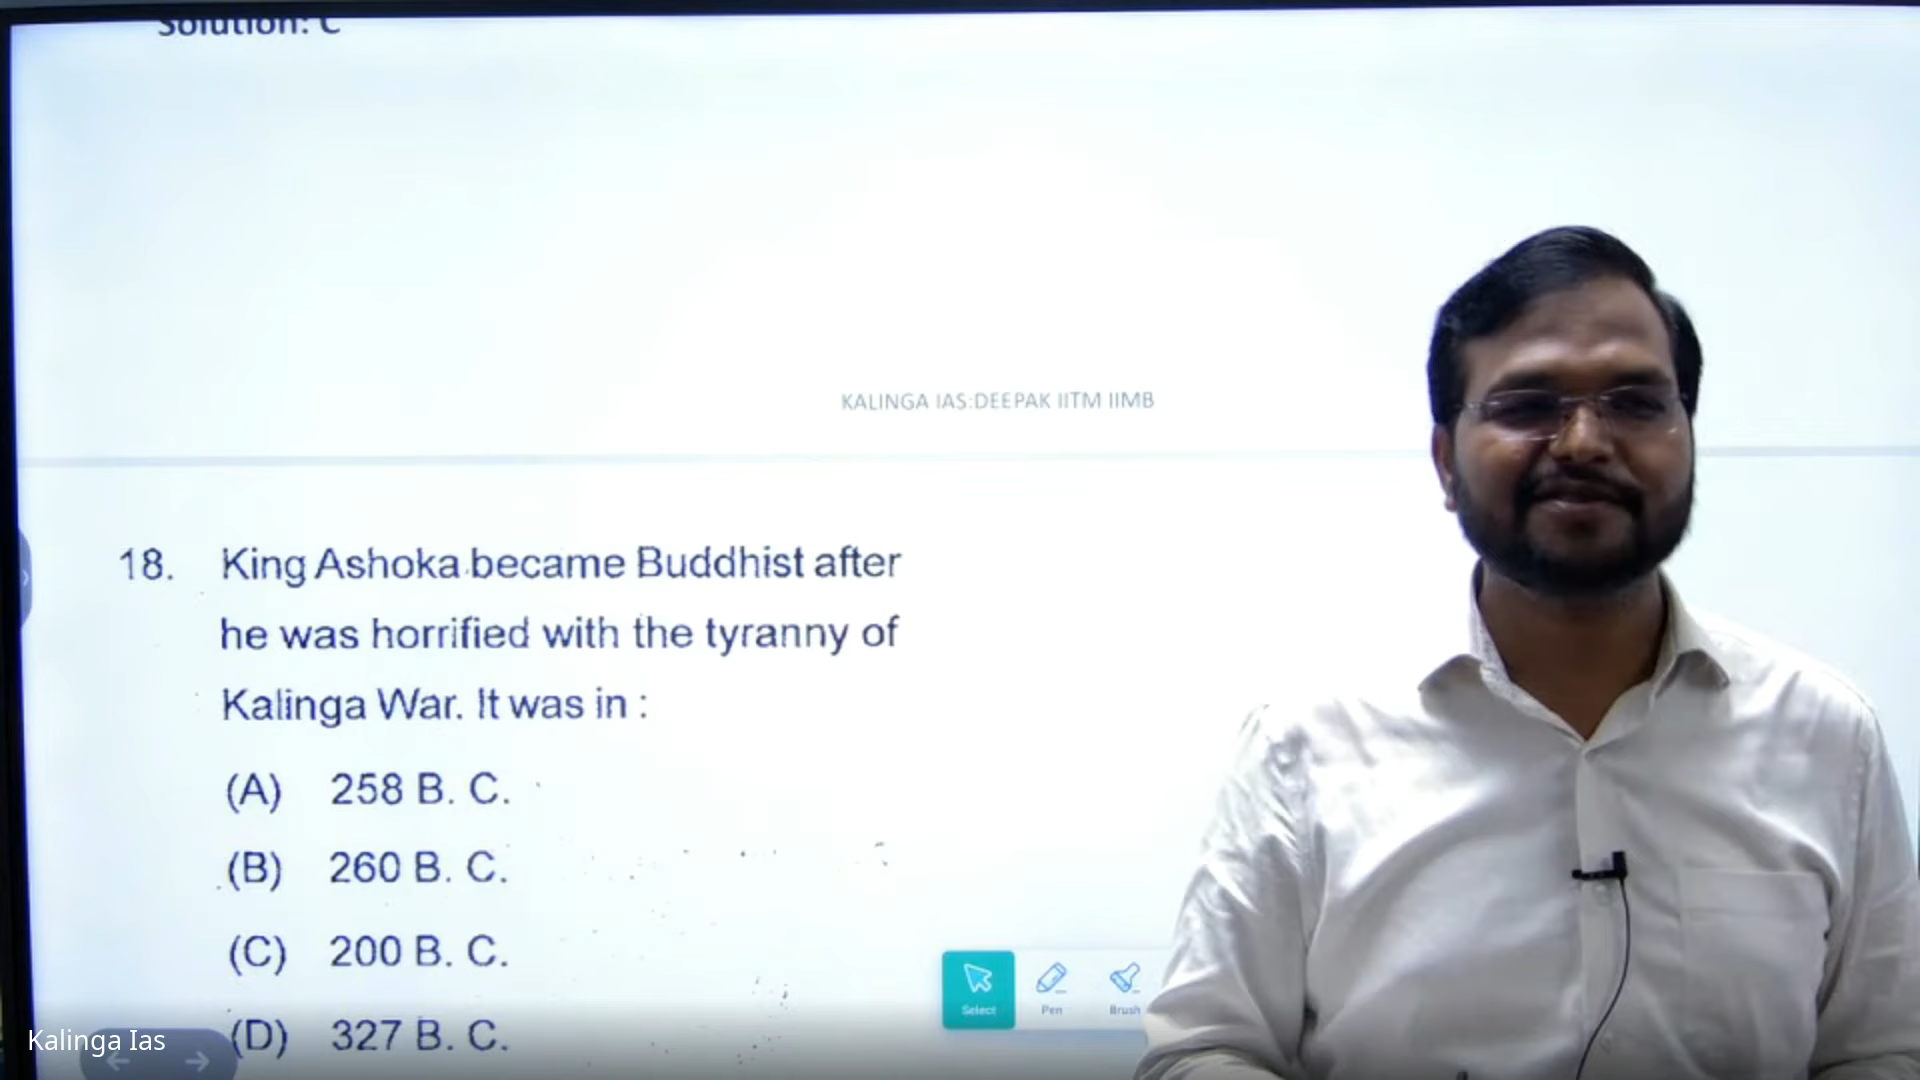 Solution: C
KALINGA IAS:DEEPAK IITM IIMB
18. King Ashoka became Buddhist after
he was horrified with the tyranny of
Kalinga War. It was in :
(A) 258 B. C.
(B) 260 B. C.
(C) 200 B. C.
(D) 327 B. C.
Select Pen Brush
Kalinga Ias